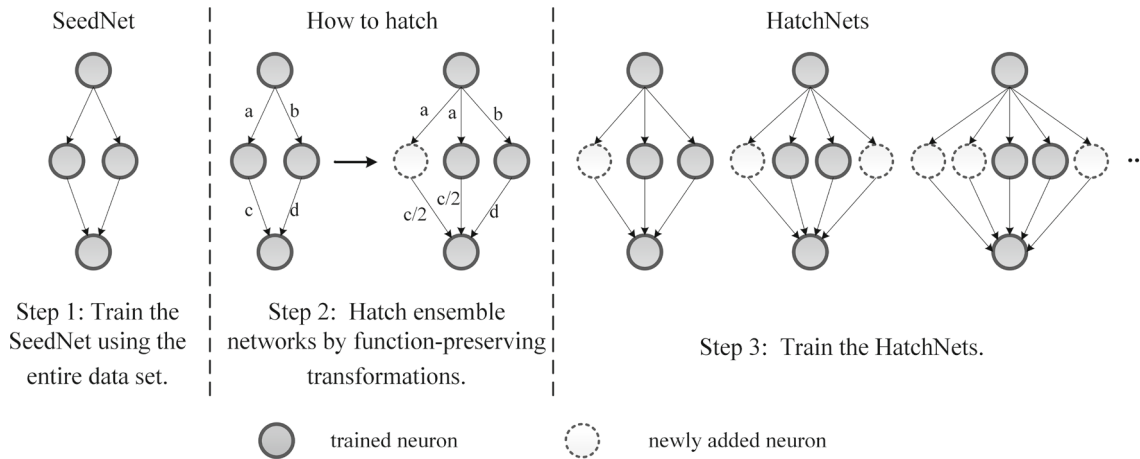 SeedNet
How to hatch
HatchNets
a
b
c
d
a
a
b
c/2
c/2
d
..
Step 1: Train the
SeedNet using the
entire data set.
Step 2: Hatch ensemble
networks by function-preserving
transformations.
Step 3: Train the HatchNets.
trained neuron
newly added neuron